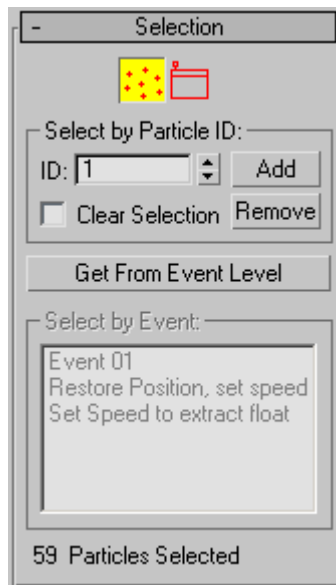 - Selection
Select by Particle ID:
ID: 1 Add
Clear Selection Remove
Get From Event Level
Select by Event:
Event 01
Restore Position, set speed
Set Speed to extract float
59 Particles Selected